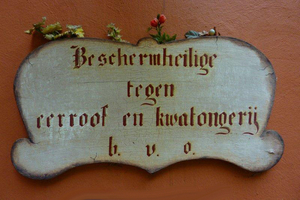 Beschermheilige
tegen
eerroof en kwatongerij
b. v. o.